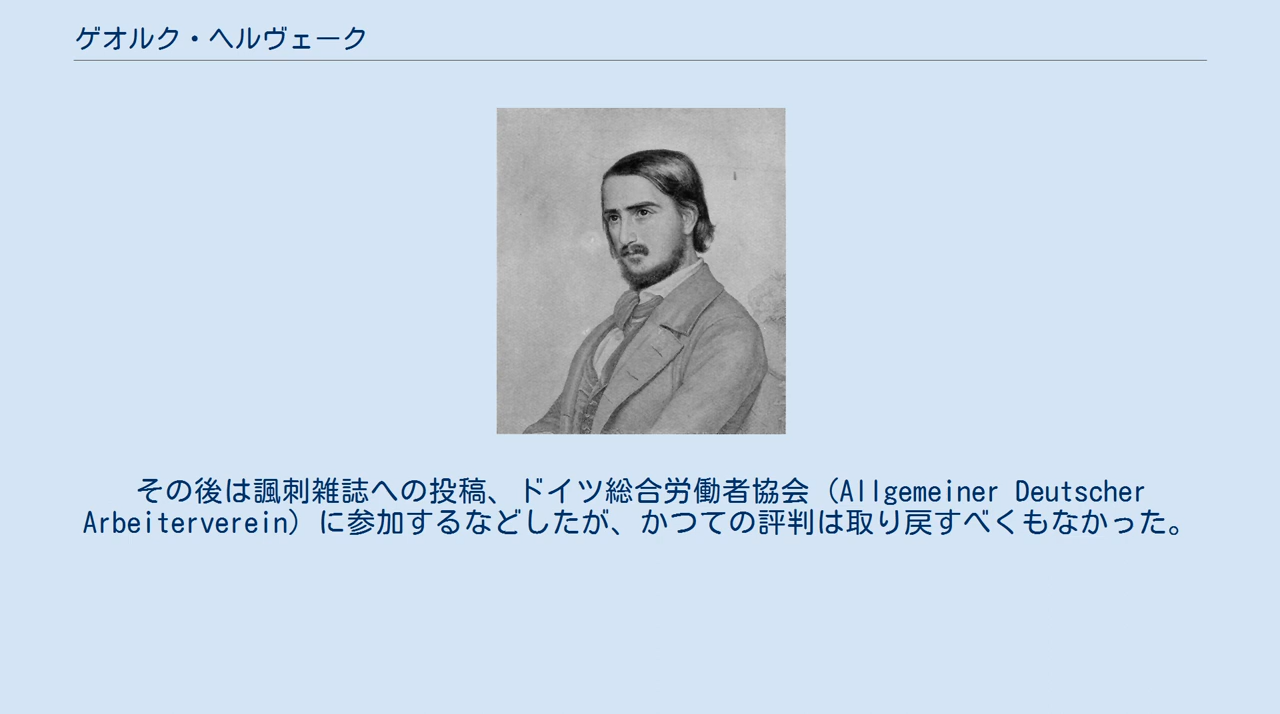 ゲオルク・ヘルヴェーク
その後は諷刺雑誌への投稿、ドイツ総合労働者協会（Allgemeiner Deutscher
Arbeiterverein）に参加するなどしたが、かつての評判は取り戻すべくもなかった。